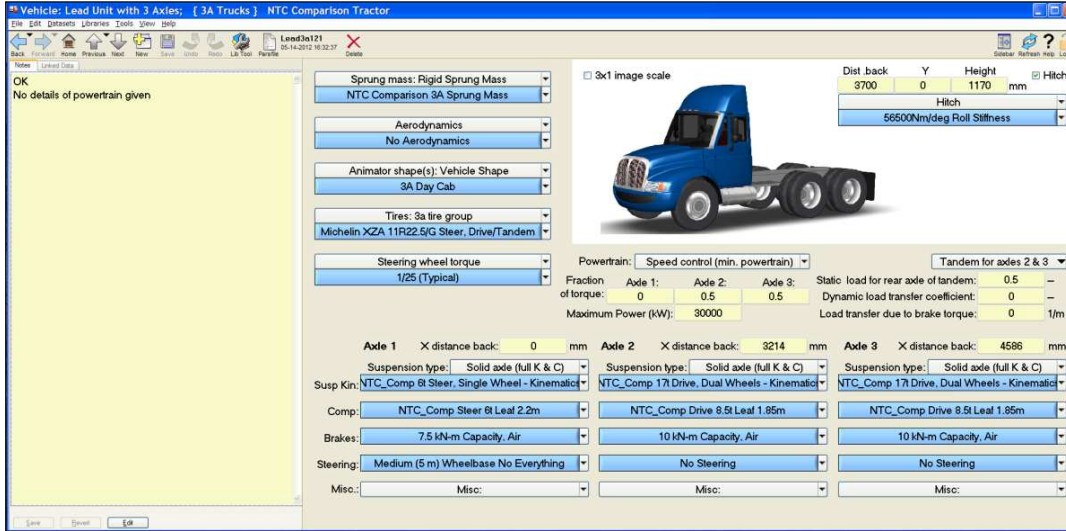 Vehicle: Lead Unit with 3 Axles; { 3A Trucks } NTC Comparison Tractor
File Edit Datasets Libraries Tools View Help
Back Forward Home Previous Next New Save Undo Redo Lib Tool Parsfile Lead3a121 05-14-2012 16:32:37 Delete Sidebar Refresh Help
Notes Linked Data
OK
No details of powertrain given
Sprung mass: Rigid Sprung Mass
NTC Comparison 3A Sprung Mass
Aerodynamics
No Aerodynamics
Animator shape(s): Vehicle Shape
3A Day Cab
Tires: 3a tire group
Michelin XZA 11R22.5/G Steer, Drive/Tandem
Steering wheel torque
1/25 (Typical)
3x1 image scale
Dist .back Y Height Hitch
3700 0 1170 mm
Hitch
56500Nm/deg Roll Stiffness
Powertrain: Speed control (min. powertrain)
Fraction of torque: Axle 1: Axle 2: Axle 3:
0 0.5 0.5
Maximum Power (kW): 30000
Tandem for axles 2 & 3
Static load for rear axle of tandem: 0.5 –
Dynamic load transfer coefficient: 0 –
Load transfer due to brake torque: 0 1/m
Axle 1 X distance back: 0 mm Axle 2 X distance back: 3214 mm Axle 3 X distance back: 4586 mm
Suspension type: Solid axle (full K & C) Suspension type: Solid axle (full K & C) Suspension type: Solid axle (full K & C)
Susp Kin: NTC_Comp 6t Steer, Single Wheel - Kinematics NTC_Comp 17t Drive, Dual Wheels - Kinematics NTC_Comp 17t Drive, Dual Wheels - Kinematics
Comp: NTC_Comp Steer 6t Leaf 2.2m NTC_Comp Drive 8.5t Leaf 1.85m NTC_Comp Drive 8.5t Leaf 1.85m
Brakes: 7.5 kN-m Capacity, Air 10 kN-m Capacity, Air 10 kN-m Capacity, Air
Steering: Medium (5 m) Wheelbase No Everything No Steering No Steering
Misc.: Misc: Misc: Misc:
Save Revert Edit